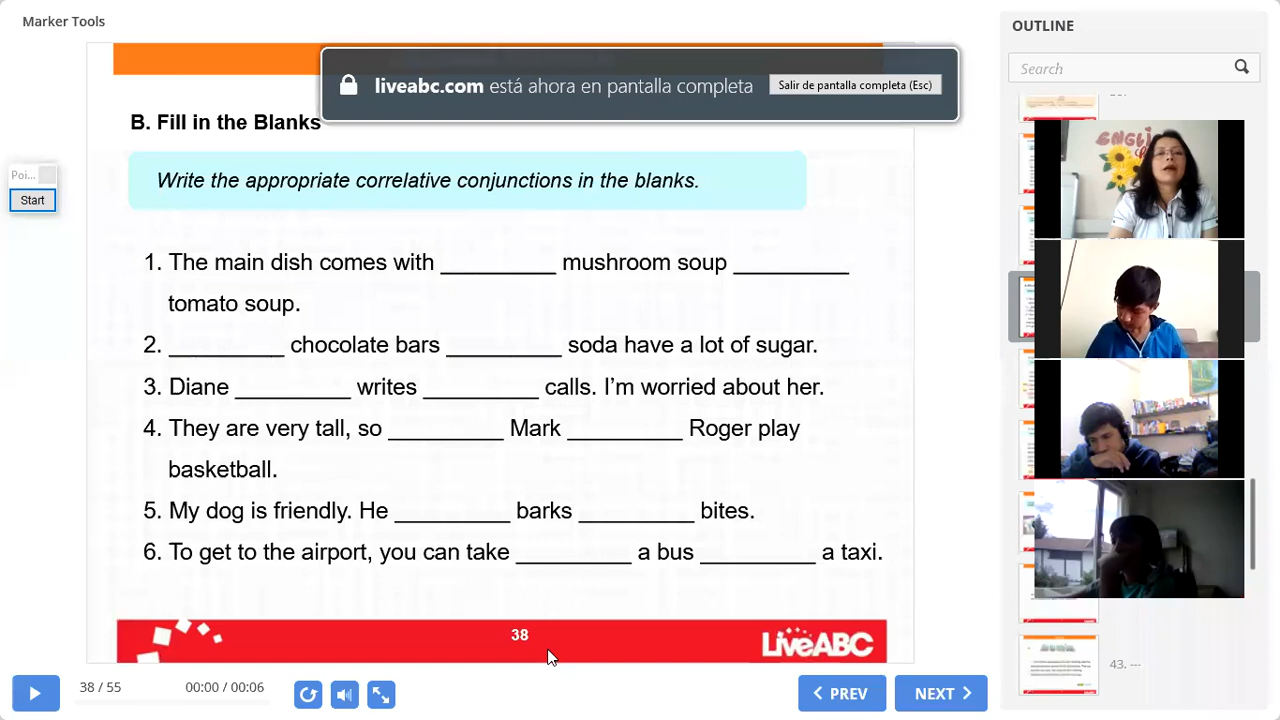 Marker Tools
OUTLINE
Search
liveabc.com está ahora en pantalla completa
Salir de pantalla completa (Esc)
B. Fill in the Blanks
Poi...
Start
Write the appropriate correlative conjunctions in the blanks.
1. The main dish comes with _________ mushroom soup _________
tomato soup.
2. _________ chocolate bars _________ soda have a lot of sugar.
3. Diane _________ writes _________ calls. I'm worried about her.
4. They are very tall, so _________ Mark _________ Roger play
basketball.
5. My dog is friendly. He _________ barks _________ bites.
6. To get to the airport, you can take _________ a bus _________ a taxi.
38
LiveABC
43. ---
38 / 55
00:00 / 00:06
PREV
NEXT